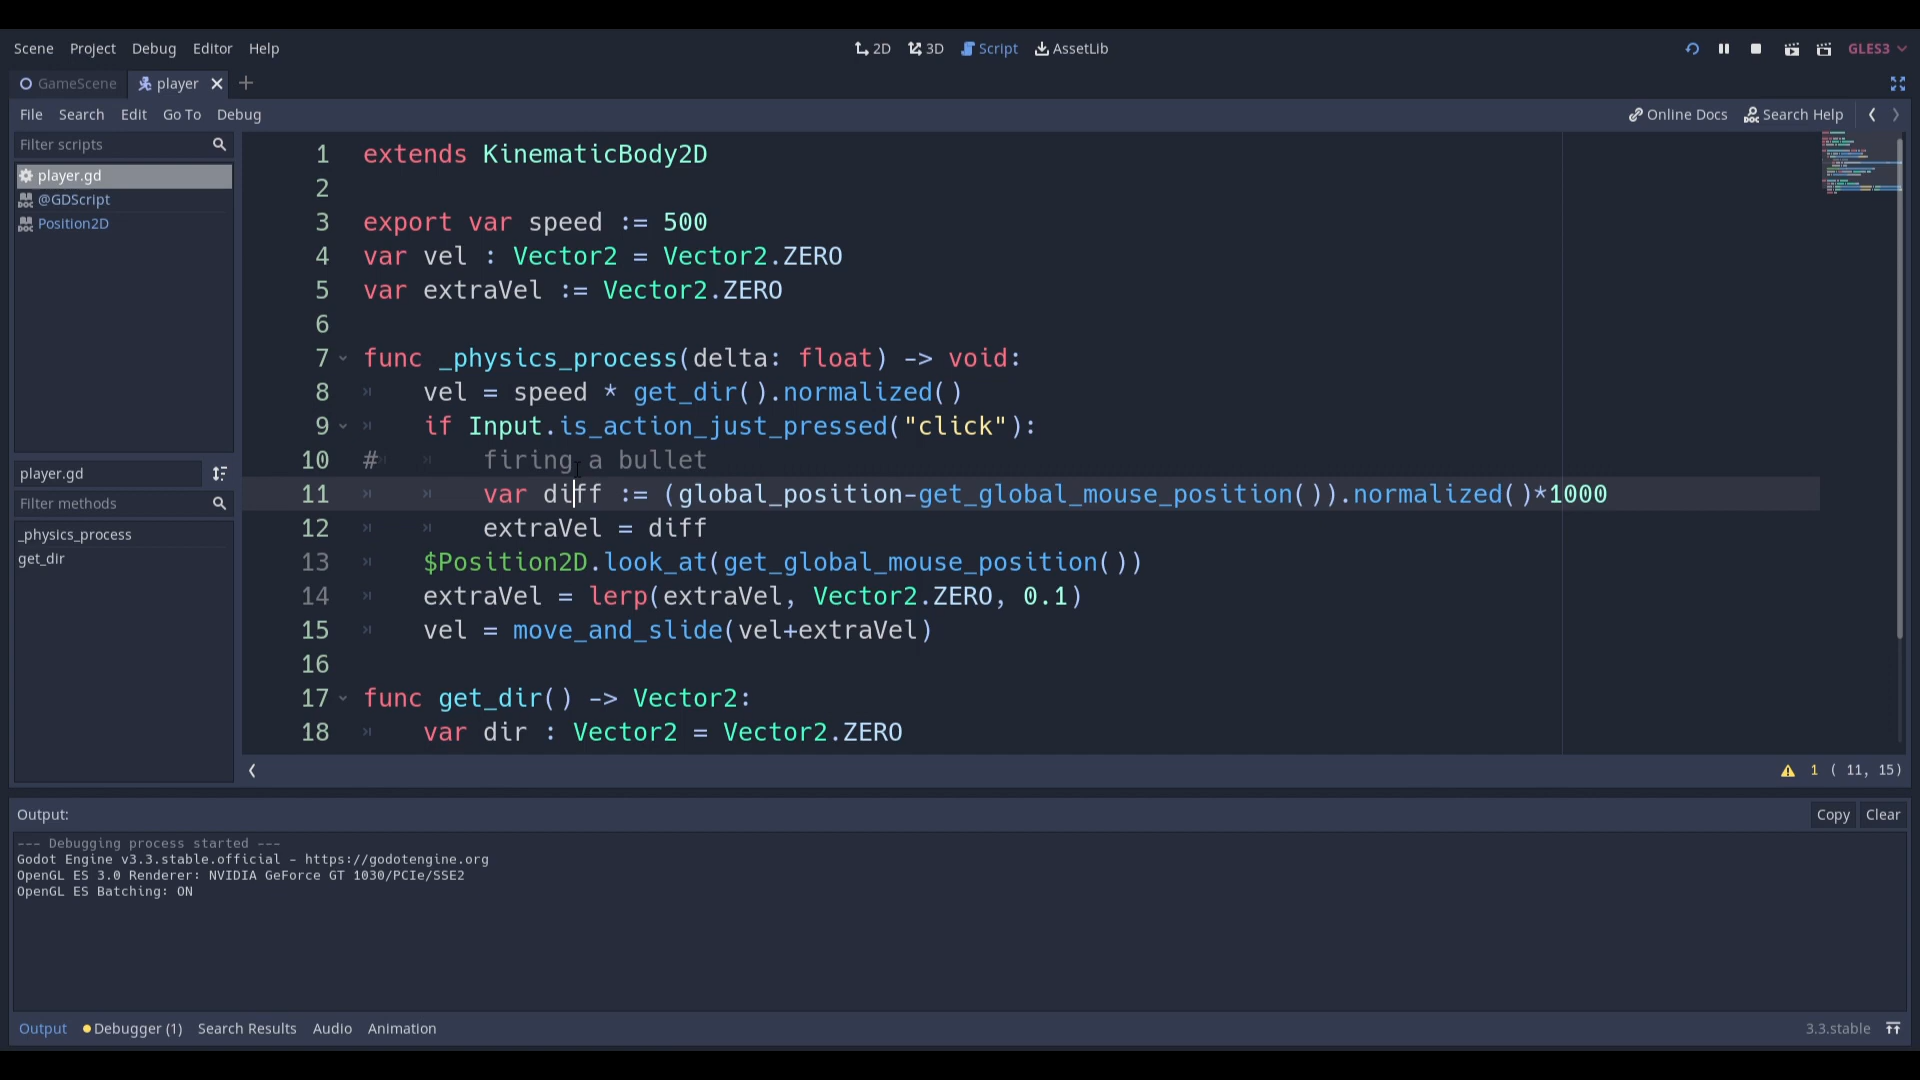 Scene Project Debug Editor Help 2D 3D Script AssetLib GLES3
GameScene player
File Search Edit Go To Debug Online Docs Search Help
Filter scripts
player.gd
@GDScript
Position2D
player.gd
Filter methods
_physics_process
get_dir
1 extends KinematicBody2D
2
3 export var speed := 500
4 var vel : Vector2 = Vector2.ZERO
5 var extraVel := Vector2.ZERO
6
7 func _physics_process(delta: float) -> void:
8 vel = speed * get_dir().normalized()
9 if Input.is_action_just_pressed("click"):
10 # firing a bullet
11 var diff := (global_position-get_global_mouse_position()).normalized()*1000
12 extraVel = diff
13 $Position2D.look_at(get_global_mouse_position())
14 extraVel = lerp(extraVel, Vector2.ZERO, 0.1)
15 vel = move_and_slide(vel+extraVel)
16
17 func get_dir() -> Vector2:
18 var dir : Vector2 = Vector2.ZERO
1 ( 11, 15)
Output: Copy Clear
--- Debugging process started ---
Godot Engine v3.3.stable.official - https://godotengine.org
OpenGL ES 3.0 Renderer: NVIDIA GeForce GT 1030/PCIe/SSE2
OpenGL ES Batching: ON
Output Debugger (1) Search Results Audio Animation 3.3.stable